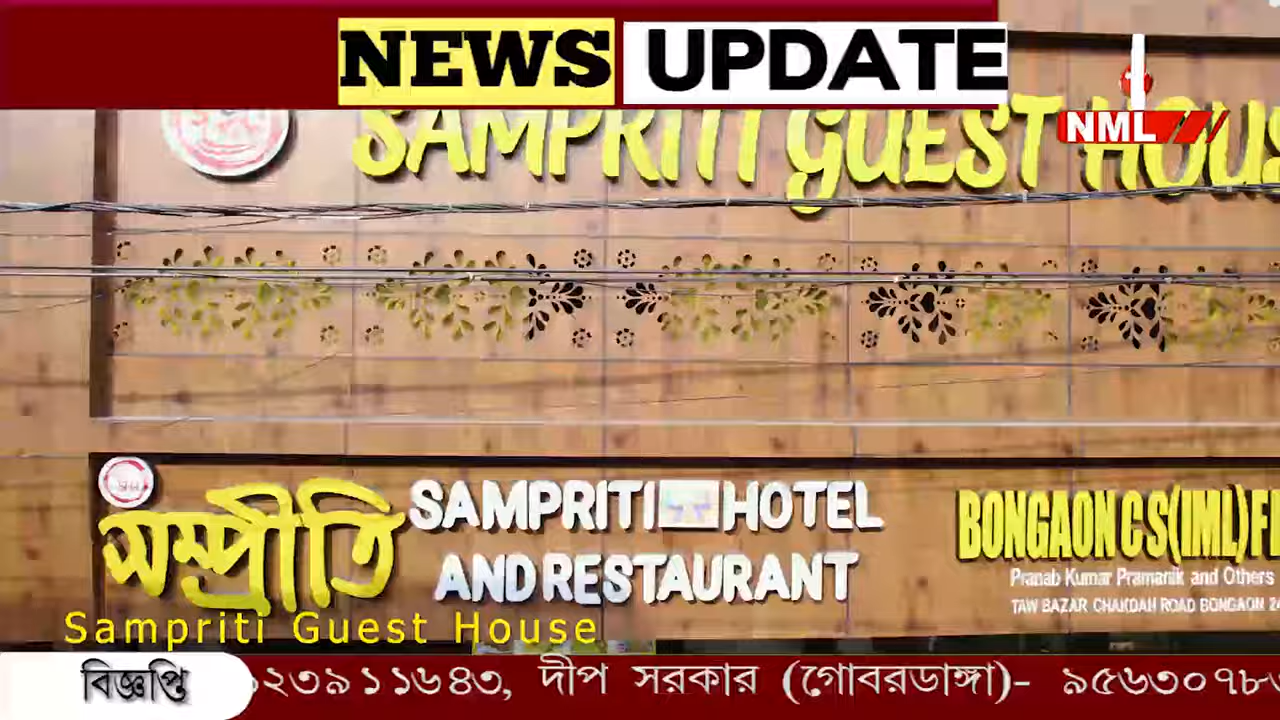 NEWS UPDATE
NML
SAMPRITI GUEST HOUS
সম্প্রীতি
SAMPRITI HOTEL
AND RESTAURANT
BONGAON C S(IML)F
Pranab Kumar Pramanik and Others
TAW BAZAR CHAKDAH ROAD BONGAON
Sampriti Guest House
বিজ্ঞপ্তি
২৩৯১১৬৪৩, দীপ সরকার (গোবরডাঙ্গা)- ৯৫৬৩০৭৮